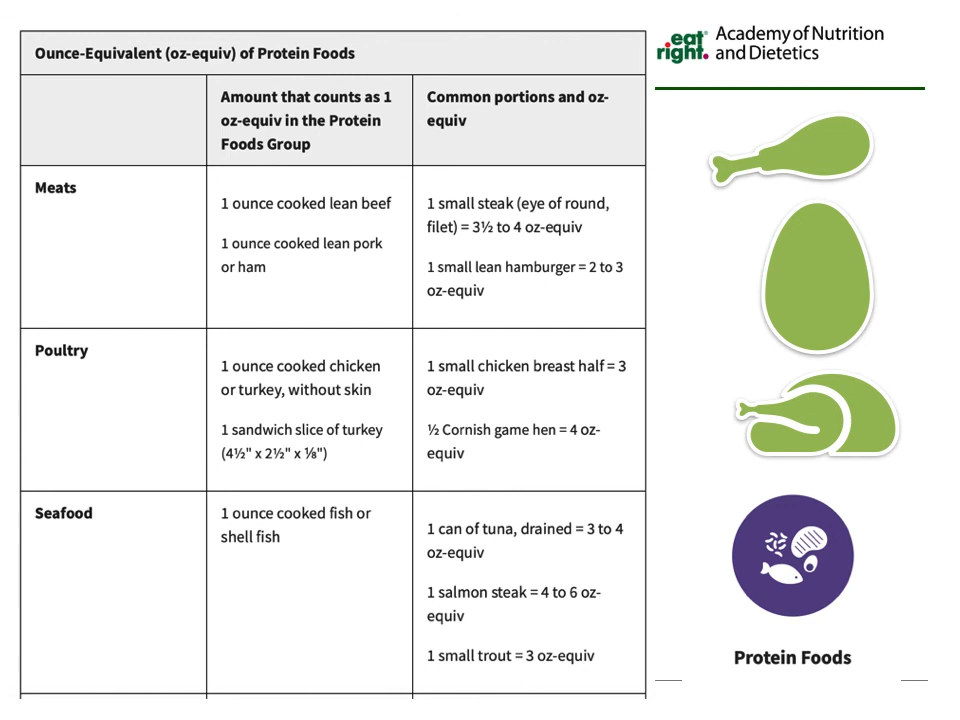 Ounce-Equivalent (oz-equiv) of Protein Foods
Amount that counts as 1
oz-equiv in the Protein
Foods Group
Common portions and oz-
equiv
Meats
1 ounce cooked lean beef
1 ounce cooked lean pork
or ham
1 small steak (eye of round,
filet) = 3½ to 4 oz-equiv
1 small lean hamburger = 2 to 3
oz-equiv
Poultry
1 ounce cooked chicken
or turkey, without skin
1 sandwich slice of turkey
(4½" x 2½" x ⅛")
1 small chicken breast half = 3
oz-equiv
½ Cornish game hen = 4 oz-
equiv
Seafood
1 ounce cooked fish or
shell fish
1 can of tuna, drained = 3 to 4
oz-equiv
1 salmon steak = 4 to 6 oz-
equiv
1 small trout = 3 oz-equiv
eat
right.
Academy of Nutrition
and Dietetics
Protein Foods